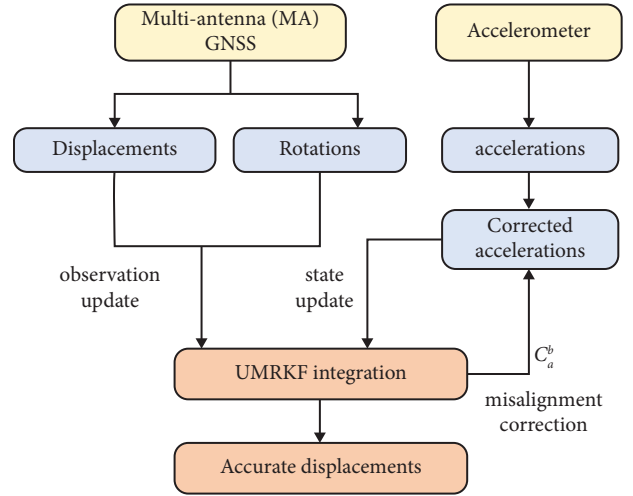 Multi-antenna (MA)
GNSS
Accelerometer
Displacements
Rotations
accelerations
Corrected
accelerations
observation
update
state
update
UMRKF integration
C_a^b
misalignment
correction
Accurate displacements